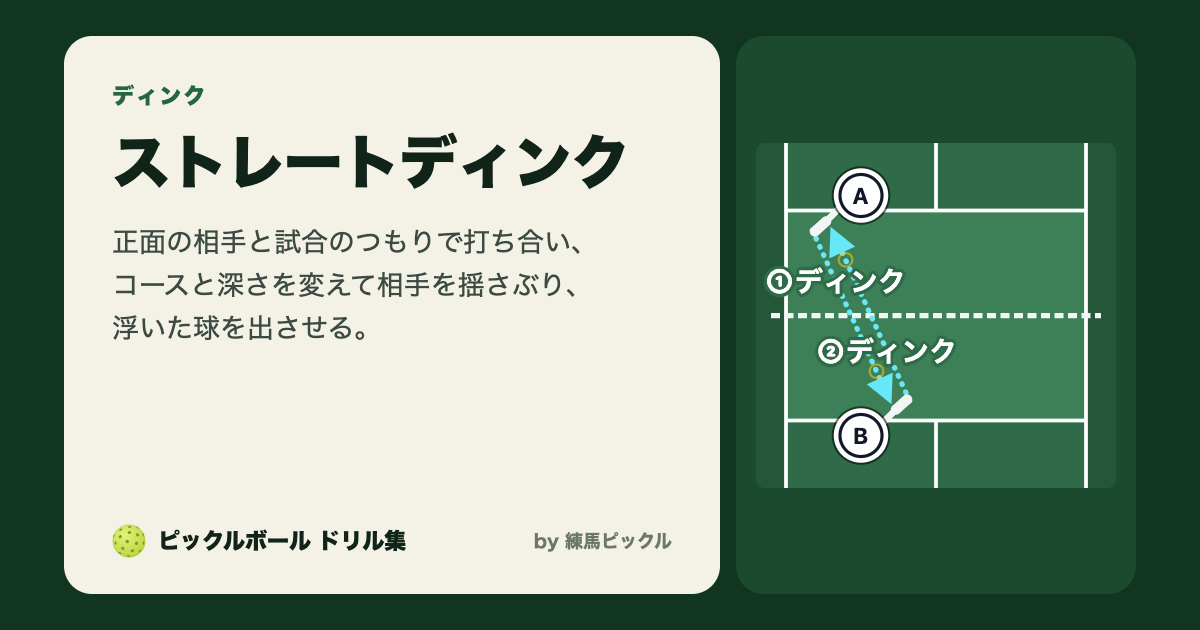 ディンク
ストレートディンク
正面の相手と試合のつもりで打ち合い、
コースと深さを変えて相手を揺さぶり、
浮いた球を出させる。
ピックルボール ドリル集
by 練馬ピックル
A
①ディンク
②ディンク
B